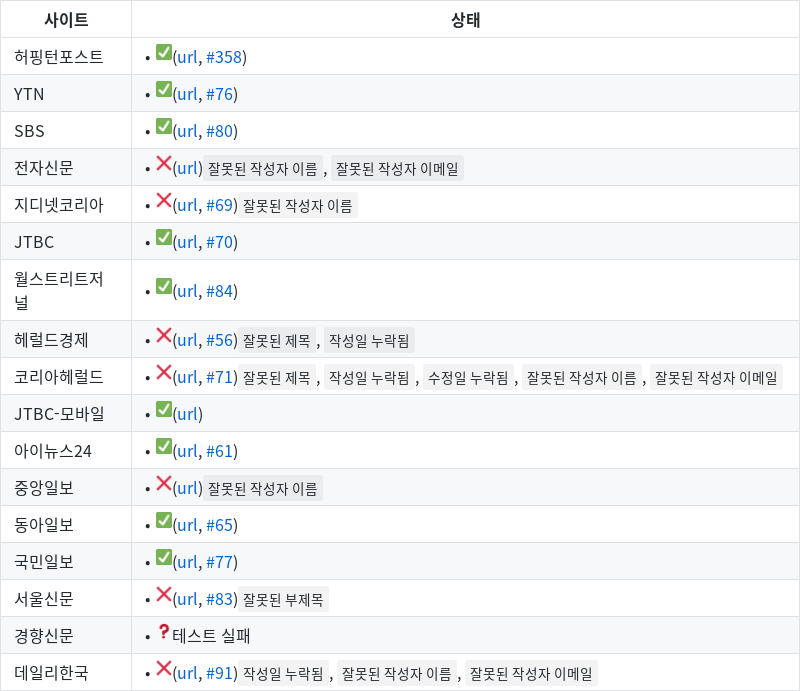 사이트 상태
허핑턴포스트 • ✅(url, #358)
YTN • ✅(url, #76)
SBS • ✅(url, #80)
전자신문 • ❌(url) 잘못된 작성자 이름 , 잘못된 작성자 이메일
지디넷코리아 • ❌(url, #69) 잘못된 작성자 이름
JTBC • ✅(url, #70)
월스트리트저
널 • ✅(url, #84)
헤럴드경제 • ❌(url, #56) 잘못된 제목 , 작성일 누락됨
코리아헤럴드 • ❌(url, #71) 잘못된 제목 , 작성일 누락됨 , 수정일 누락됨 , 잘못된 작성자 이름 , 잘못된 작성자 이메일
JTBC-모바일 • ✅(url)
아이뉴스24 • ✅(url, #61)
중앙일보 • ❌(url) 잘못된 작성자 이름
동아일보 • ✅(url, #65)
국민일보 • ✅(url, #77)
서울신문 • ❌(url, #83) 잘못된 부제목
경향신문 • ❓테스트 실패
데일리한국 • ❌(url, #91) 작성일 누락됨 , 잘못된 작성자 이름 , 잘못된 작성자 이메일